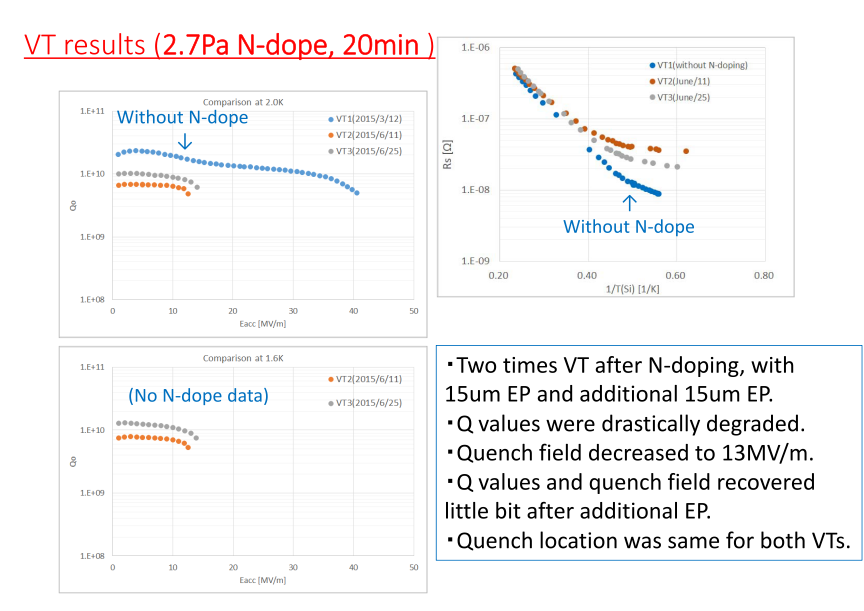 VT results (2.7Pa N-dope, 20min )
Comparison at 2.0K
1.E+11
1.E+10
1.E+09
1.E+08
Qo
Without N-dope
VT1(2015/3/12)
VT2(2015/6/11)
VT3(2015/6/25)
0 10 20 30 40 50
Eacc [MV/m]
1.E-06
1.E-07
1.E-08
1.E-09
Rs [Ω]
VT1(without N-doping)
VT2(June/11)
VT3(June/25)
Without N-dope
0.20 0.40 0.60 0.80
1/T(Si) [1/K]
Comparison at 1.6K
1.E+11
1.E+10
1.E+09
1.E+08
Qo
(No N-dope data)
VT2(2015/6/11)
VT3(2015/6/25)
0 10 20 30 40 50
Eacc [MV/m]
・Two times VT after N-doping, with
15um EP and additional 15um EP.
・Q values were drastically degraded.
・Quench field decreased to 13MV/m.
・Q values and quench field recovered
little bit after additional EP.
・Quench location was same for both VTs.